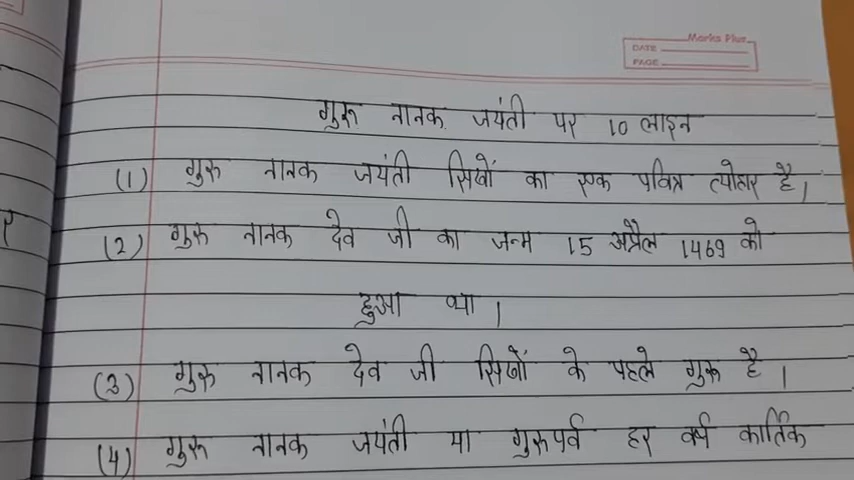 Marks Plus
DATE
PAGE
गुरू नानक जयंती पर 10 लाइन
(1) गुरू नानक जयंती सिखों का एक पवित्र त्योहार है।
(2) गुरू नानक देव जी का जन्म 15 अप्रैल 1469 को
हुआ था।
(3) गुरू नानक देव जी सिखों के पहले गुरू है।
(4) गुरू नानक जयंती या गुरूपर्व हर वर्ष कार्तिक